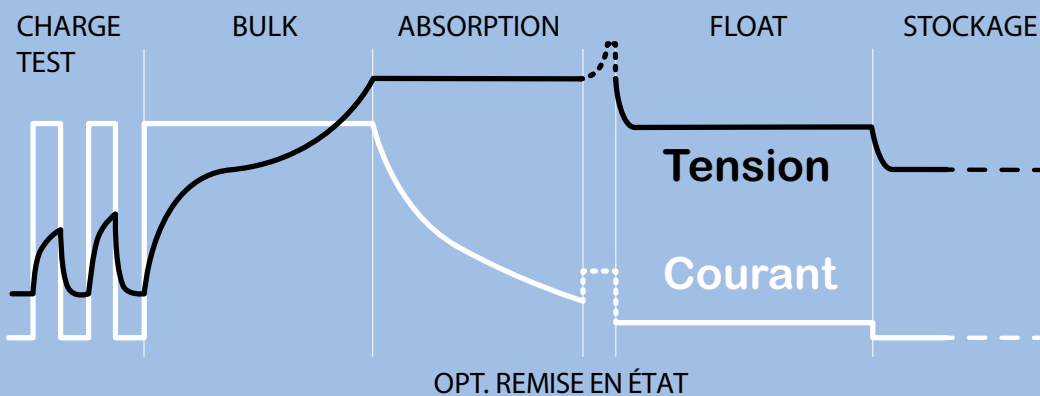 CHARGE TEST
BULK
ABSORPTION
FLOAT
STOCKAGE
Tension
Courant
OPT. REMISE EN ÉTAT